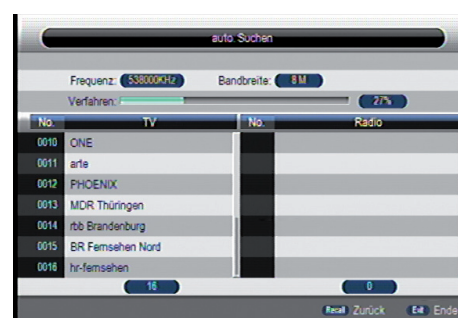 auto. Suchen
Frequenz: 538000KHz Bandbreite: 8 M
Verfahren: 27%
No. TV No. Radio
0010 ONE
0011 arte
0012 PHOENIX
0013 MDR Thüringen
0014 rbb Brandenburg
0015 BR Fernsehen Nord
0016 hr-fernsehen
16 0
Recall Zurück Exit Ende